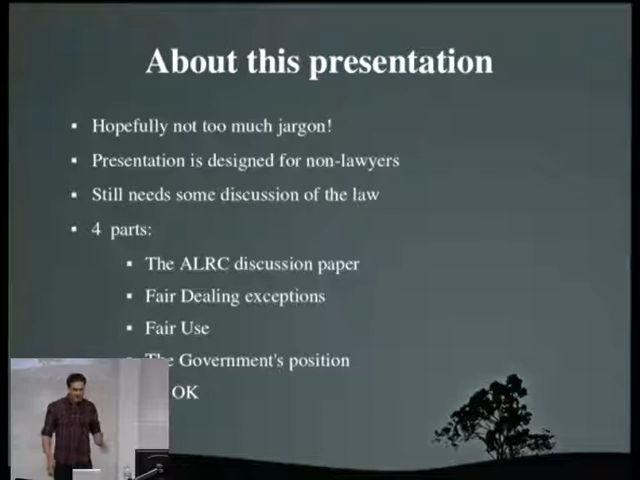 About this presentation
Hopefully not too much jargon!
Presentation is designed for non-lawyers
Still needs some discussion of the law
4 parts:
The ALRC discussion paper
Fair Dealing exceptions
Fair Use
The Government's position
OK